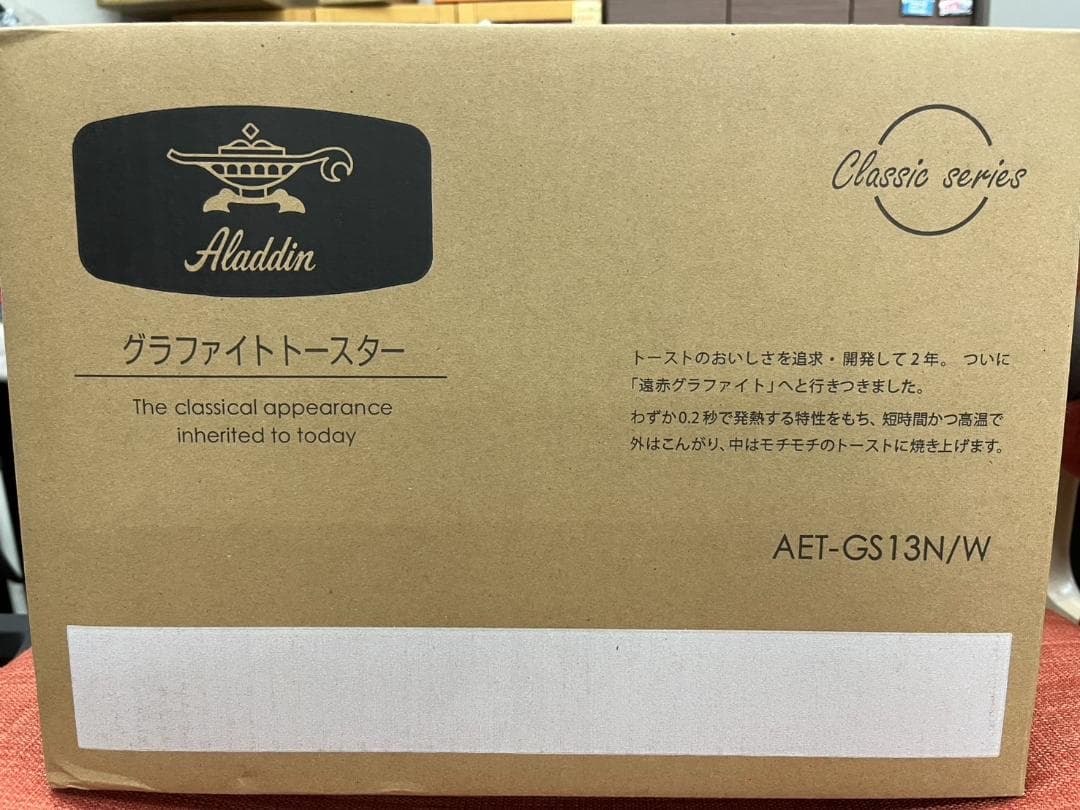 Aladdin
Classic series
グラファイトトースター
The classical appearance
inherited to today
トーストのおいしさを追求・開発して2年。 ついに
「遠赤グラファイト」へと行きつきました。
わずか0.2秒で発熱する特性をもち、短時間かつ高温で
外はこんがり、中はモチモチのトーストに焼き上げます。
AET-GS13N/W